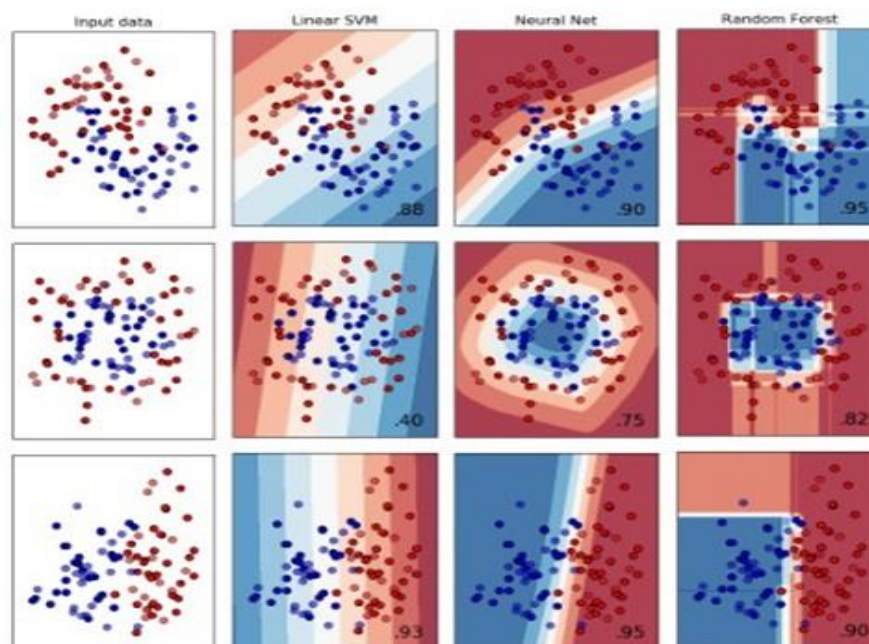 Input data Linear SVM Neural Net Random Forest
.88 .90 .95
.40 .75 .82
.93 .95 .90